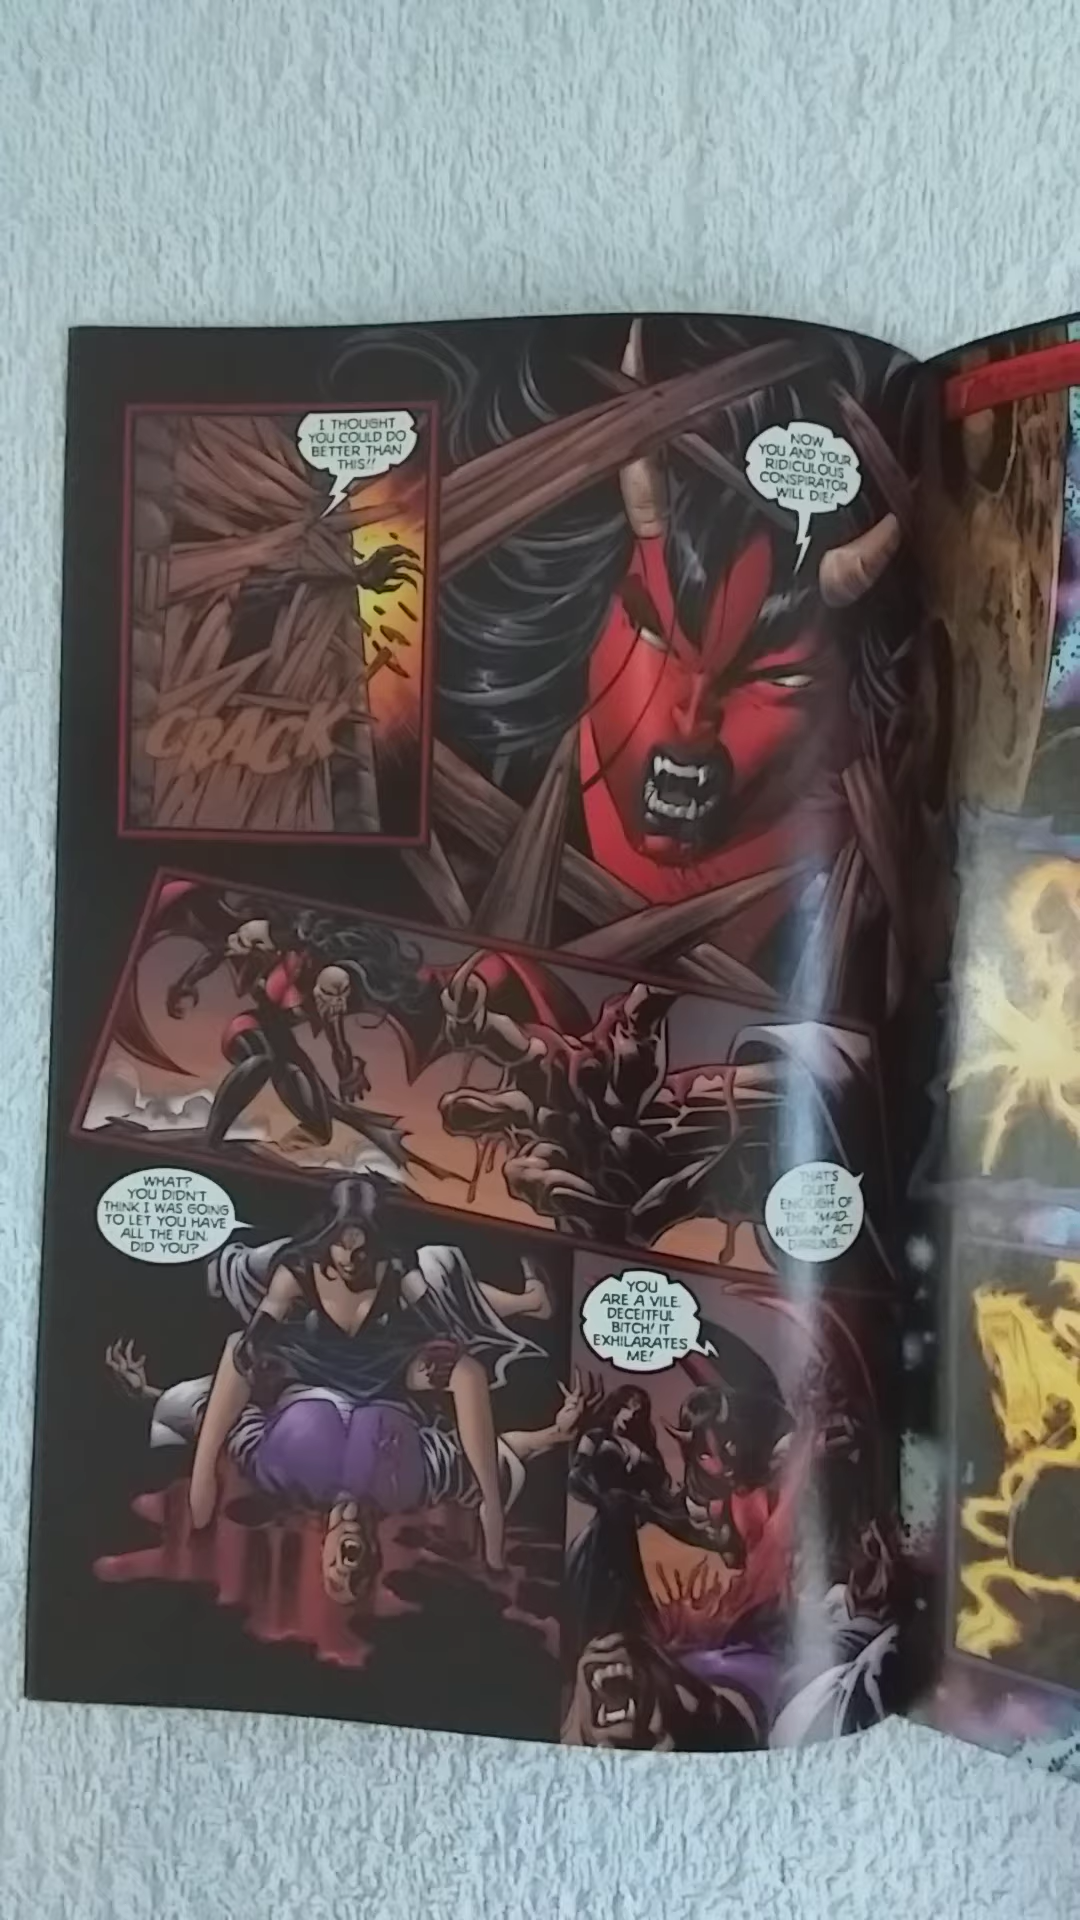 I THOUGHT
YOU COULD DO
BETTER THAN
THIS!!
NOW
YOU AND YOUR
RIDICULOUS
CONSPIRATOR
WILL DIE!
CRACK
THAT'S
QUITE
ENOUGH OF
THE "MAD-
WOMAN" ACT
DARLING...
WHAT?
YOU DIDN'T
THINK I WAS GOING
TO LET YOU HAVE
ALL THE FUN,
DID YOU?
YOU
ARE A VILE,
DECEITFUL
BITCH! IT
EXHILARATES
ME!